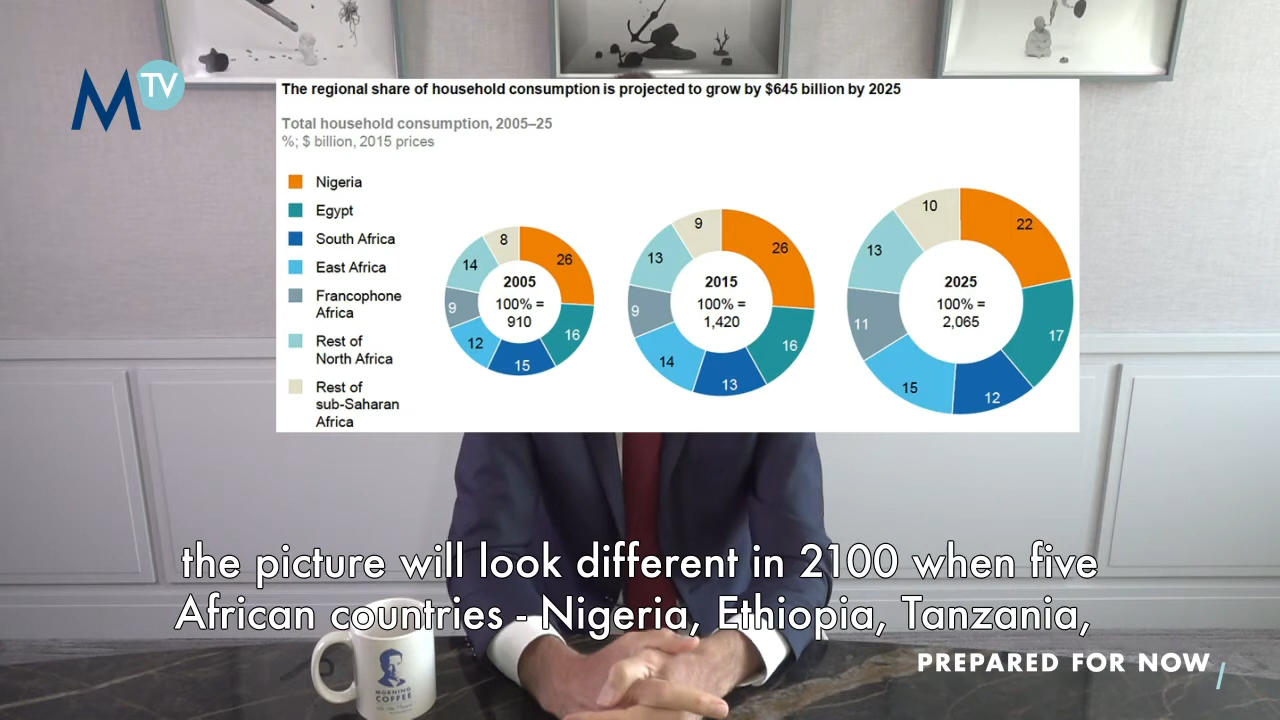 MTV
The regional share of household consumption is projected to grow by $645 billion by 2025
Total household consumption, 2005–25
%; $ billion, 2015 prices
Nigeria
Egypt
South Africa
East Africa
Francophone
Africa
Rest of
North Africa
Rest of
sub-Saharan
Africa
8
26
14
9
16
12
15
2005
100% =
910
9
26
13
9
16
14
13
2015
100% =
1,420
10
22
13
11
17
15
12
2025
100% =
2,065
the picture will look different in 2100 when five
African countries - Nigeria, Ethiopia, Tanzania,
PREPARED FOR NOW /
MORNING
COFFEE